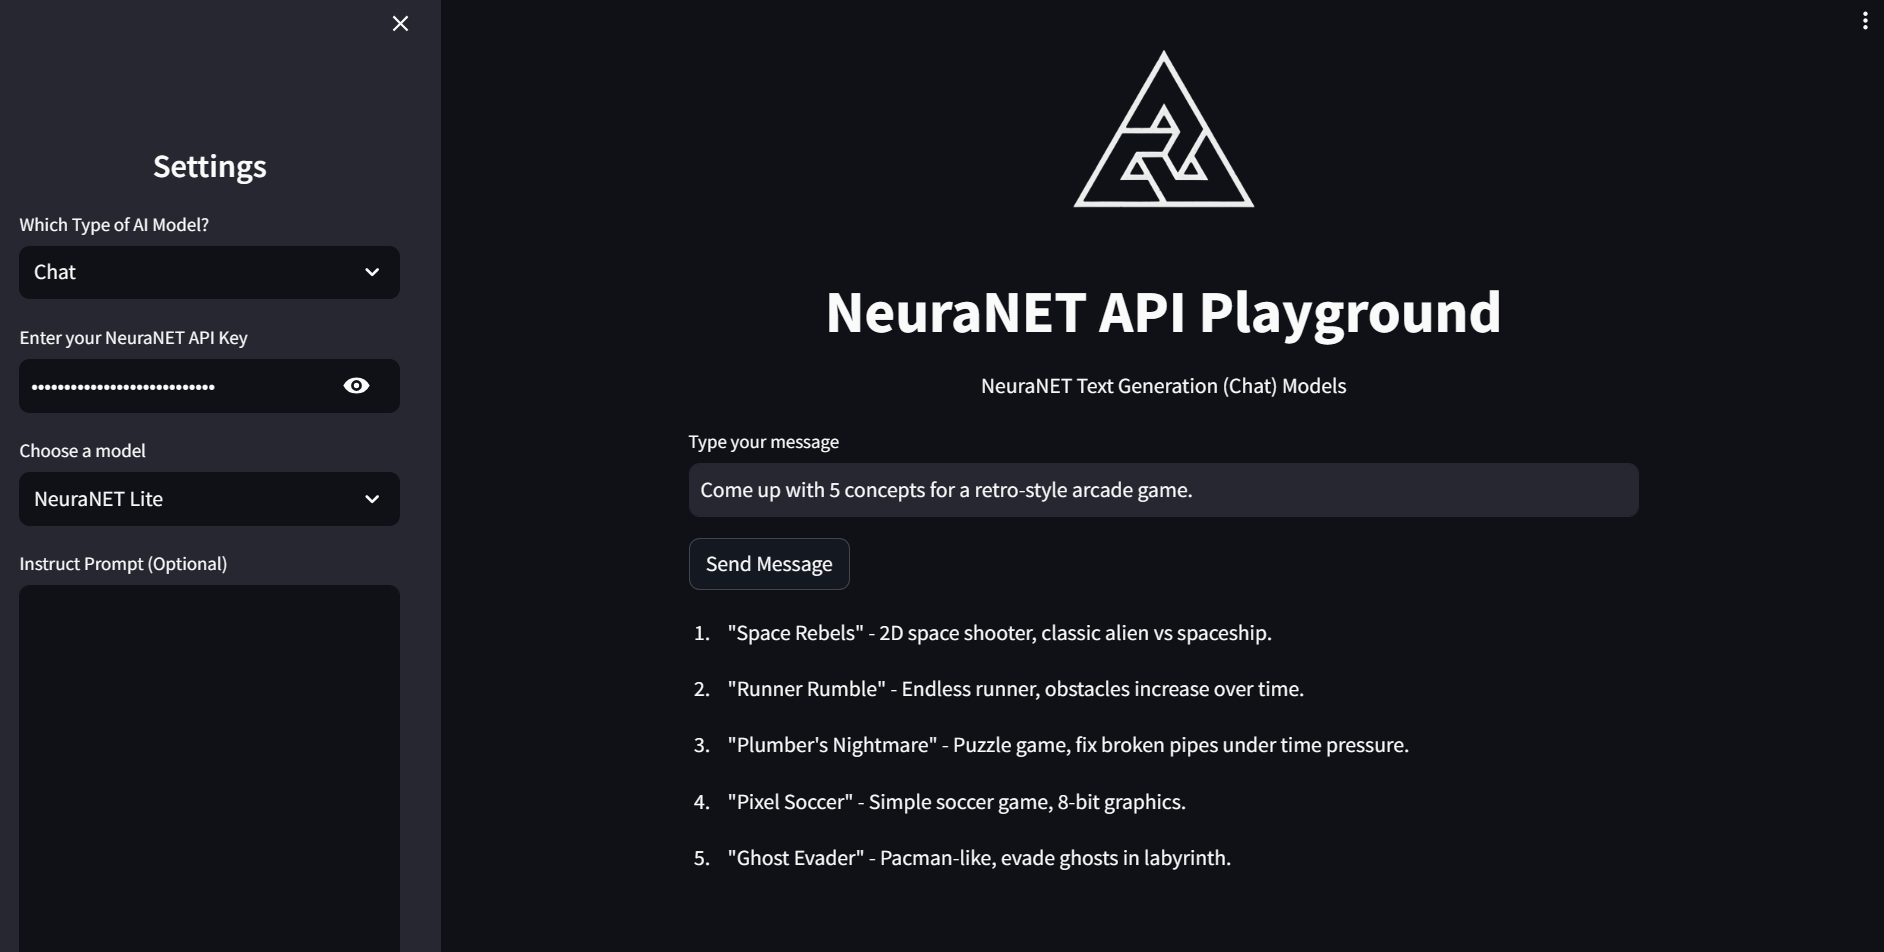 Settings
Which Type of AI Model?
Chat
Enter your NeuraNET API Key
Choose a model
NeuraNET Lite
Instruct Prompt (Optional)
NeuraNET API Playground
NeuraNET Text Generation (Chat) Models
Type your message
Come up with 5 concepts for a retro-style arcade game.
Send Message
1. "Space Rebels" - 2D space shooter, classic alien vs spaceship.
2. "Runner Rumble" - Endless runner, obstacles increase over time.
3. "Plumber's Nightmare" - Puzzle game, fix broken pipes under time pressure.
4. "Pixel Soccer" - Simple soccer game, 8-bit graphics.
5. "Ghost Evader" - Pacman-like, evade ghosts in labyrinth.